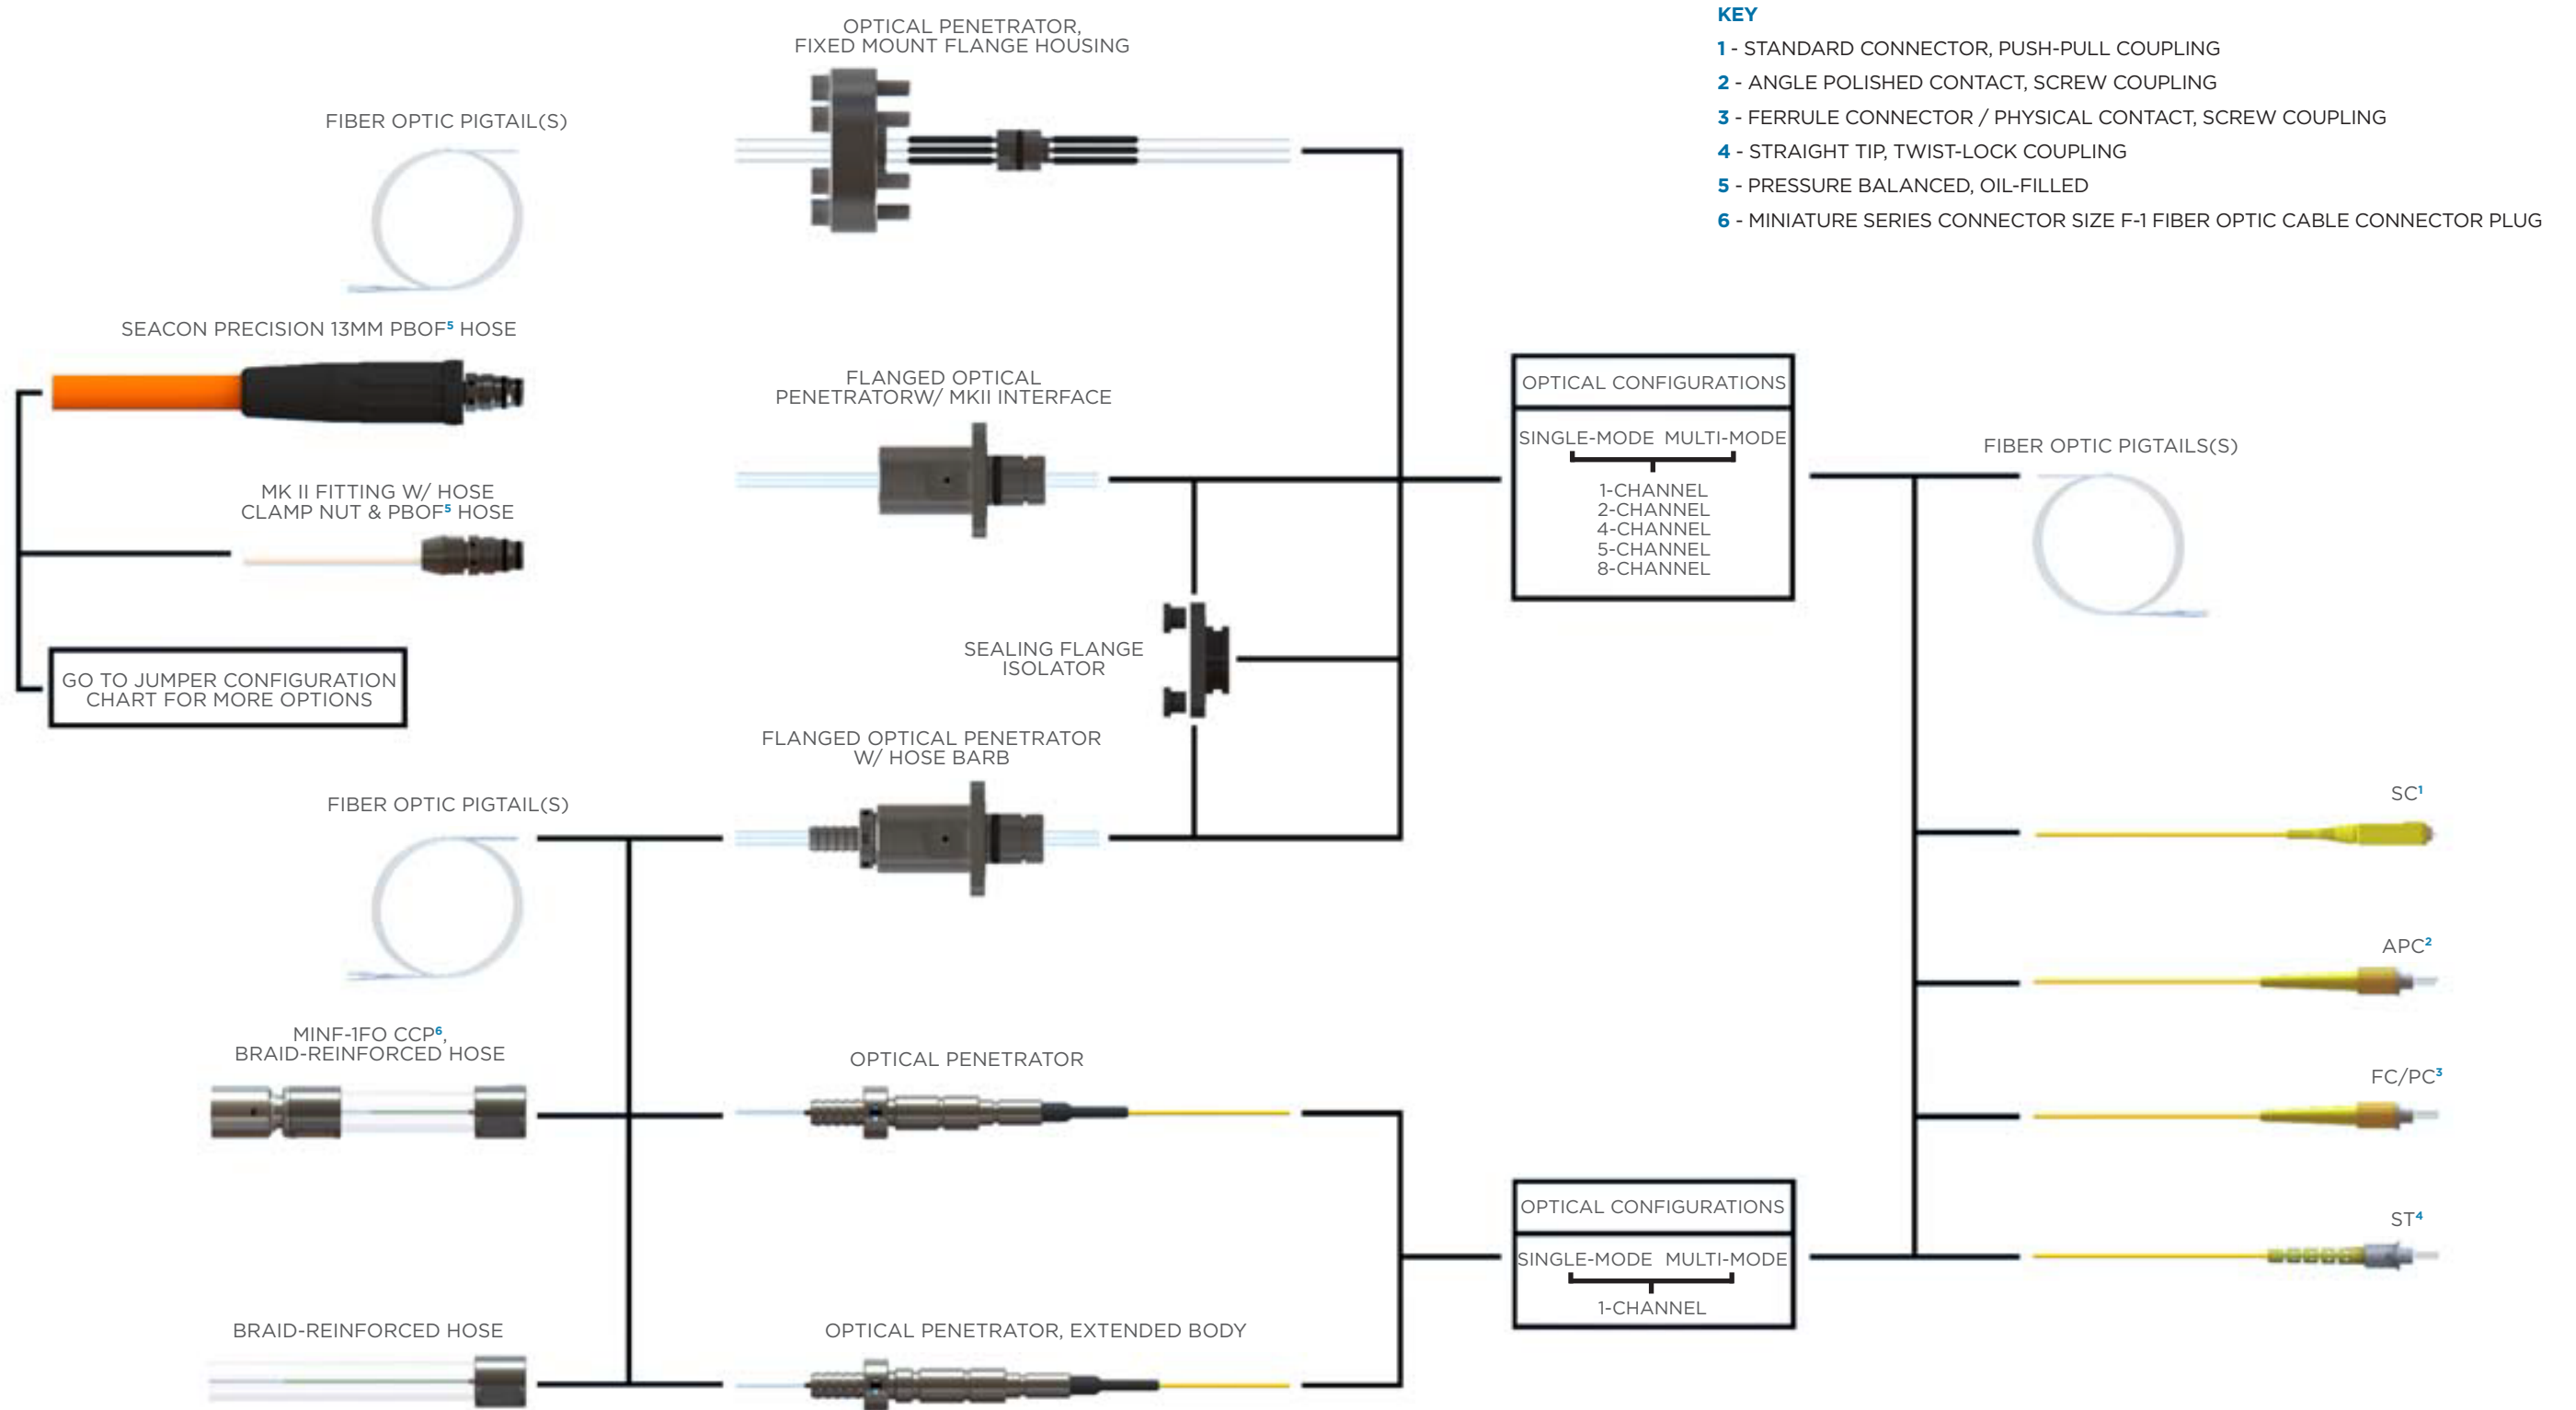 KEY
1 - STANDARD CONNECTOR, PUSH-PULL COUPLING
2 - ANGLE POLISHED CONTACT, SCREW COUPLING
3 - FERRULE CONNECTOR / PHYSICAL CONTACT, SCREW COUPLING
4 - STRAIGHT TIP, TWIST-LOCK COUPLING
5 - PRESSURE BALANCED, OIL-FILLED
6 - MINIATURE SERIES CONNECTOR SIZE F-1 FIBER OPTIC CABLE CONNECTOR PLUG
OPTICAL PENETRATOR,
FIXED MOUNT FLANGE HOUSING
FIBER OPTIC PIGTAIL(S)
SEACON PRECISION 13MM PBOF⁵ HOSE
MK II FITTING W/ HOSE
CLAMP NUT & PBOF⁵ HOSE
GO TO JUMPER CONFIGURATION
CHART FOR MORE OPTIONS
FLANGED OPTICAL
PENETRATORW/ MKII INTERFACE
SEALING FLANGE
ISOLATOR
FLANGED OPTICAL PENETRATOR
W/ HOSE BARB
OPTICAL CONFIGURATIONS
SINGLE-MODE MULTI-MODE
1-CHANNEL
2-CHANNEL
4-CHANNEL
5-CHANNEL
8-CHANNEL
FIBER OPTIC PIGTAILS(S)
FIBER OPTIC PIGTAIL(S)
MINF-1FO CCP⁶,
BRAID-REINFORCED HOSE
BRAID-REINFORCED HOSE
OPTICAL PENETRATOR
OPTICAL PENETRATOR, EXTENDED BODY
OPTICAL CONFIGURATIONS
SINGLE-MODE MULTI-MODE
1-CHANNEL
SC¹
APC²
FC/PC³
ST⁴